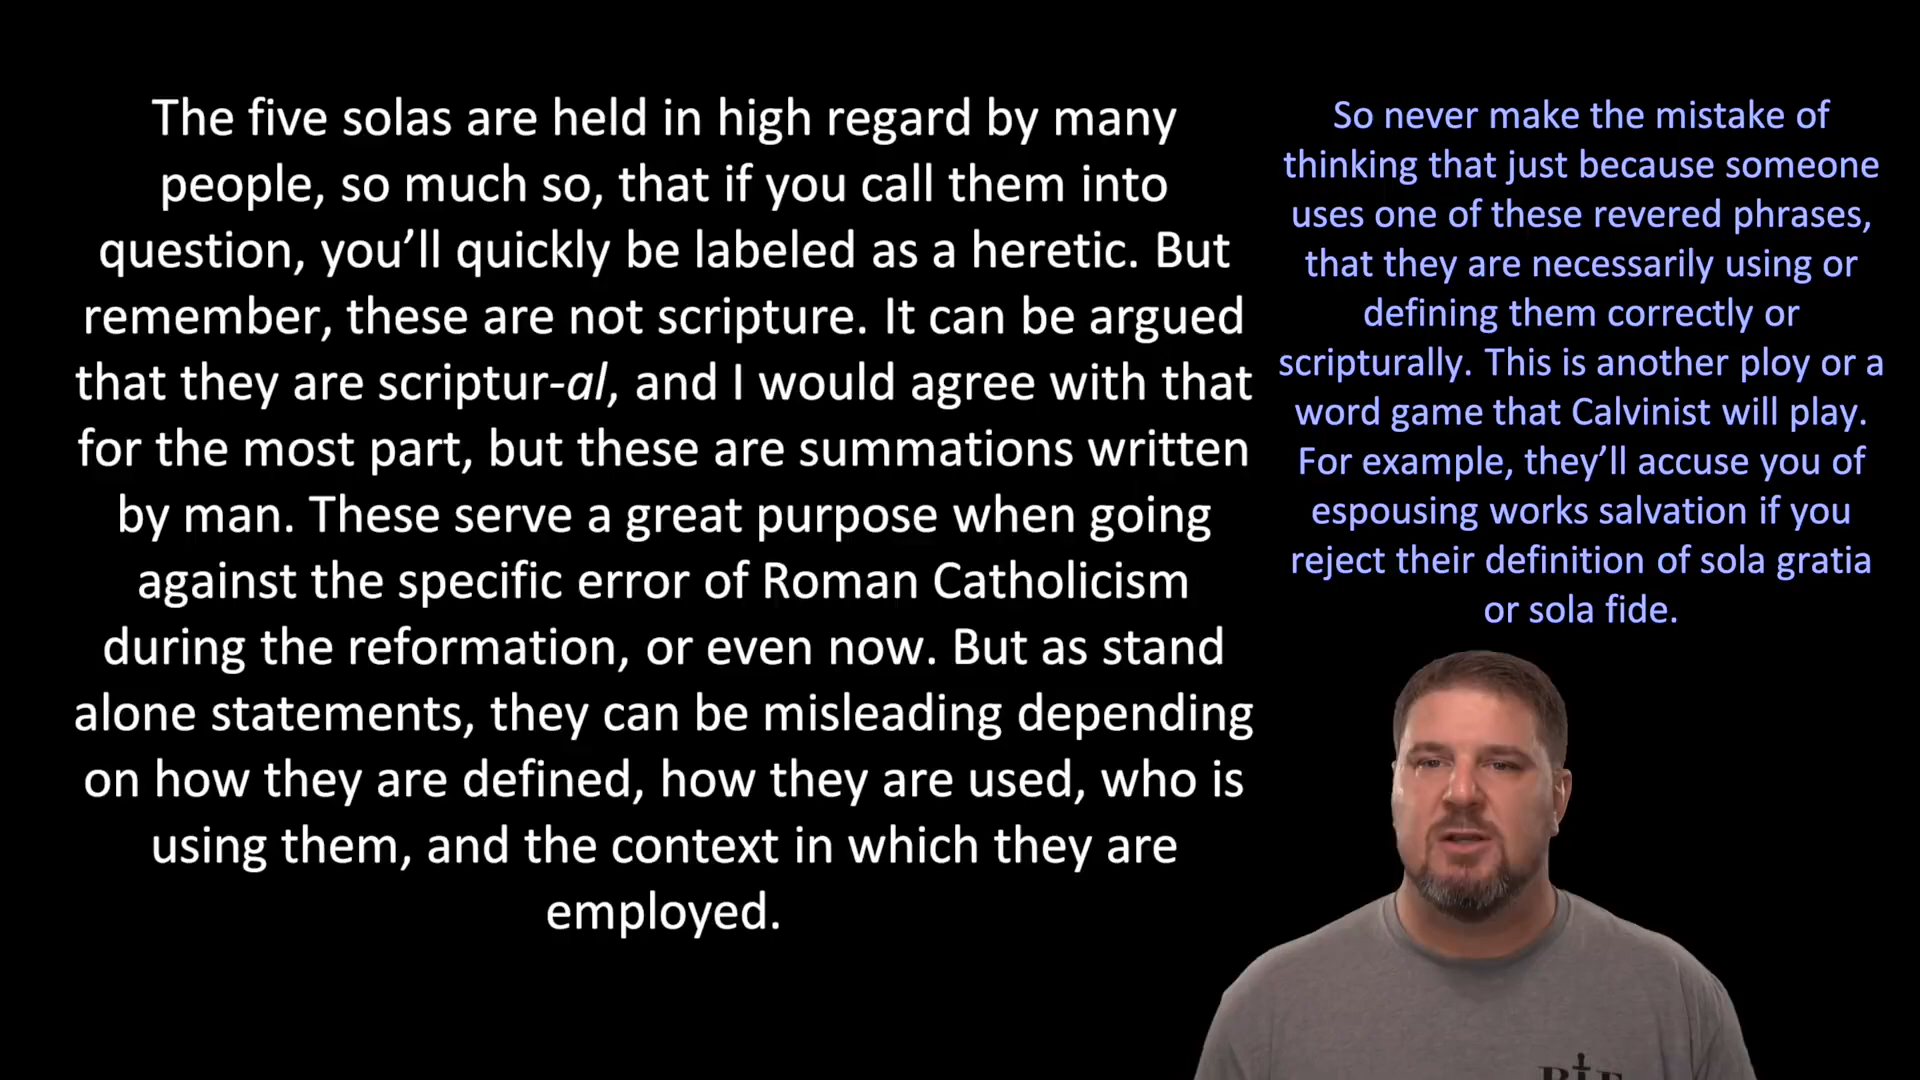 The five solas are held in high regard by many
people, so much so, that if you call them into
question, you’ll quickly be labeled as a heretic. But
remember, these are not scripture. It can be argued
that they are scriptur-al, and I would agree with that
for the most part, but these are summations written
by man. These serve a great purpose when going
against the specific error of Roman Catholicism
during the reformation, or even now. But as stand
alone statements, they can be misleading depending
on how they are defined, how they are used, who is
using them, and the context in which they are
employed.
So never make the mistake of
thinking that just because someone
uses one of these revered phrases,
that they are necessarily using or
defining them correctly or
scripturally. This is another ploy or a
word game that Calvinist will play.
For example, they’ll accuse you of
espousing works salvation if you
reject their definition of sola gratia
or sola fide.